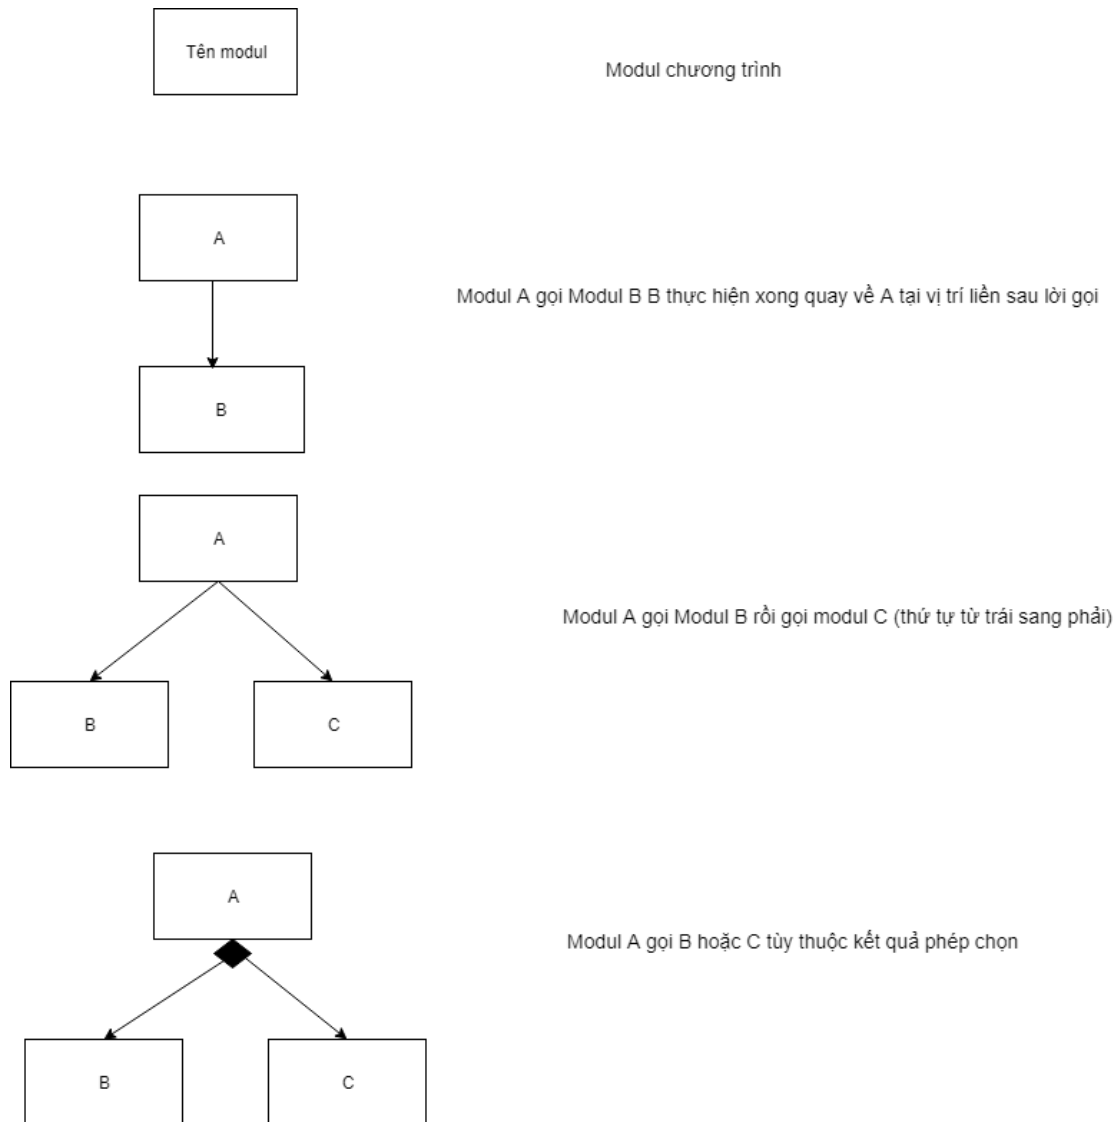 Tên modul
Modul chương trình
A
Modul A gọi Modul B B thực hiện xong quay về A tại vị trí liền sau lời gọi
B
A
Modul A gọi Modul B rồi gọi modul C (thứ tự từ trái sang phải)
B
C
A
Modul A gọi B hoặc C tùy thuộc kết quả phép chọn
B
C